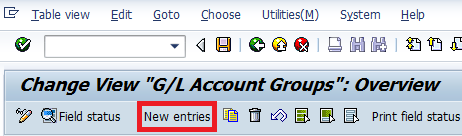 Table view Edit Goto Choose Utilities(M) System Help
Change View "G/L Account Groups": Overview
Field status New entries Print field status